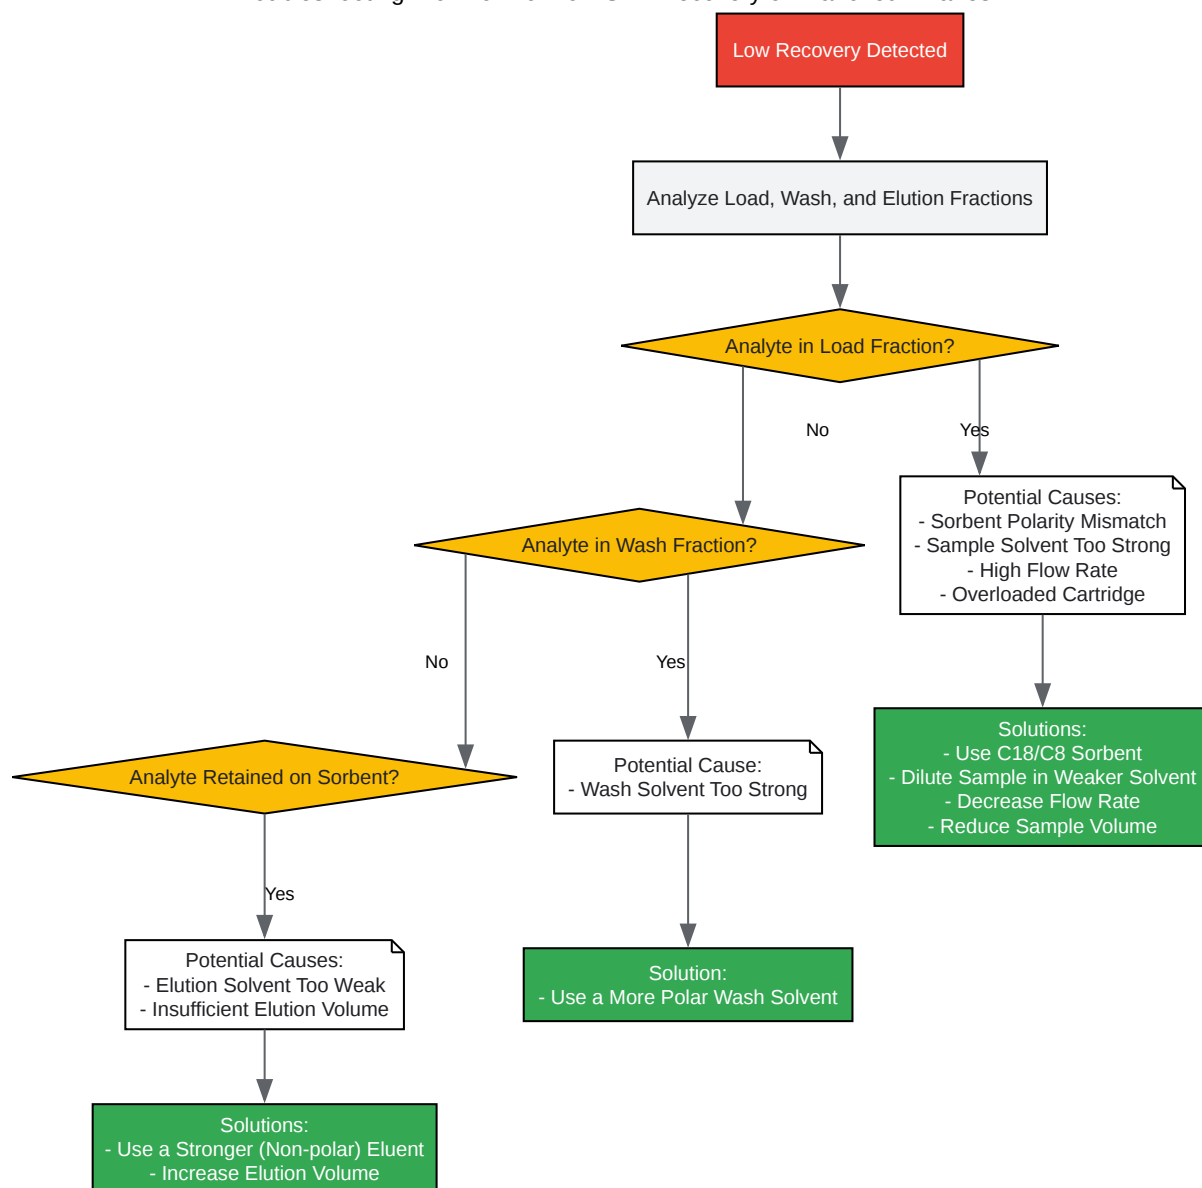 Low Recovery Detected
Analyze Load, Wash, and Elution Fractions
Analyte in Load Fraction?
No
Yes
Potential Causes:
- Sorbent Polarity Mismatch
- Sample Solvent Too Strong
- High Flow Rate
- Overloaded Cartridge
Analyte in Wash Fraction?
No
Yes
Solutions:
- Use C18/C8 Sorbent
- Dilute Sample in Weaker Solvent
- Decrease Flow Rate
- Reduce Sample Volume
Analyte Retained on Sorbent?
Potential Cause:
- Wash Solvent Too Strong
Yes
Potential Causes:
- Elution Solvent Too Weak
- Insufficient Elution Volume
Solution:
- Use a More Polar Wash Solvent
Solutions:
- Use a Stronger (Non-polar) Eluent
- Increase Elution Volume